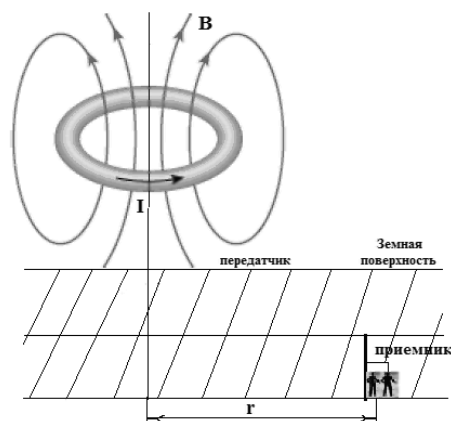 B
I
передатчик
Земная
поверхность
приемник
r